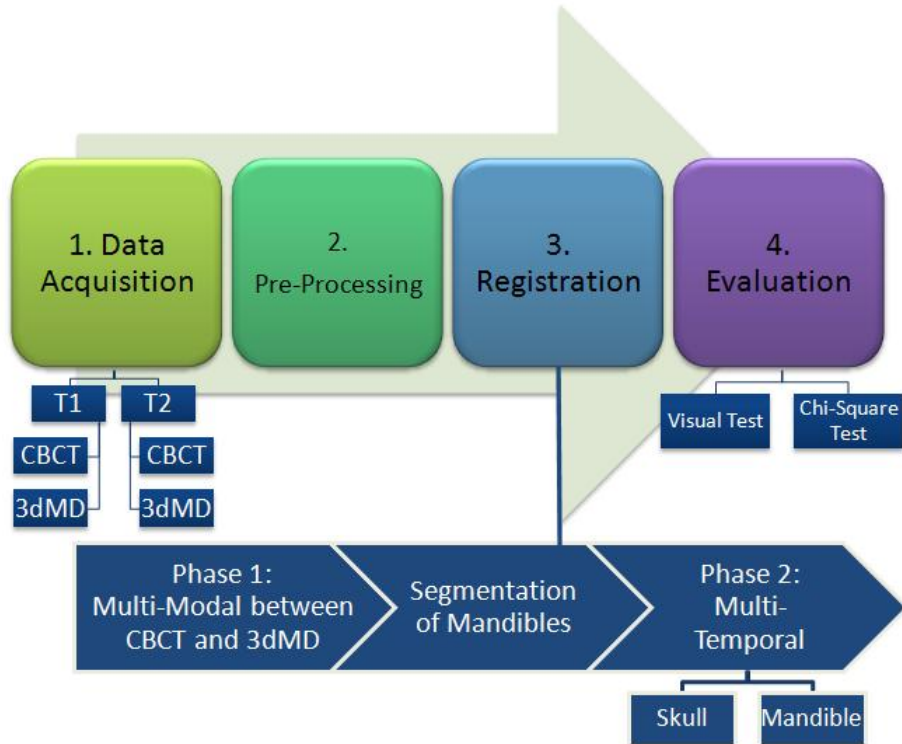 1. Data
Acquisition
2.
Pre-Processing
3.
Registration
4.
Evaluation
T1
T2
CBCT
CBCT
3dMD
3dMD
Visual Test
Chi-Square
Test
Phase 1:
Multi-Modal between
CBCT and 3dMD
Segmentation
of Mandibles
Phase 2:
Multi-
Temporal
Skull
Mandible